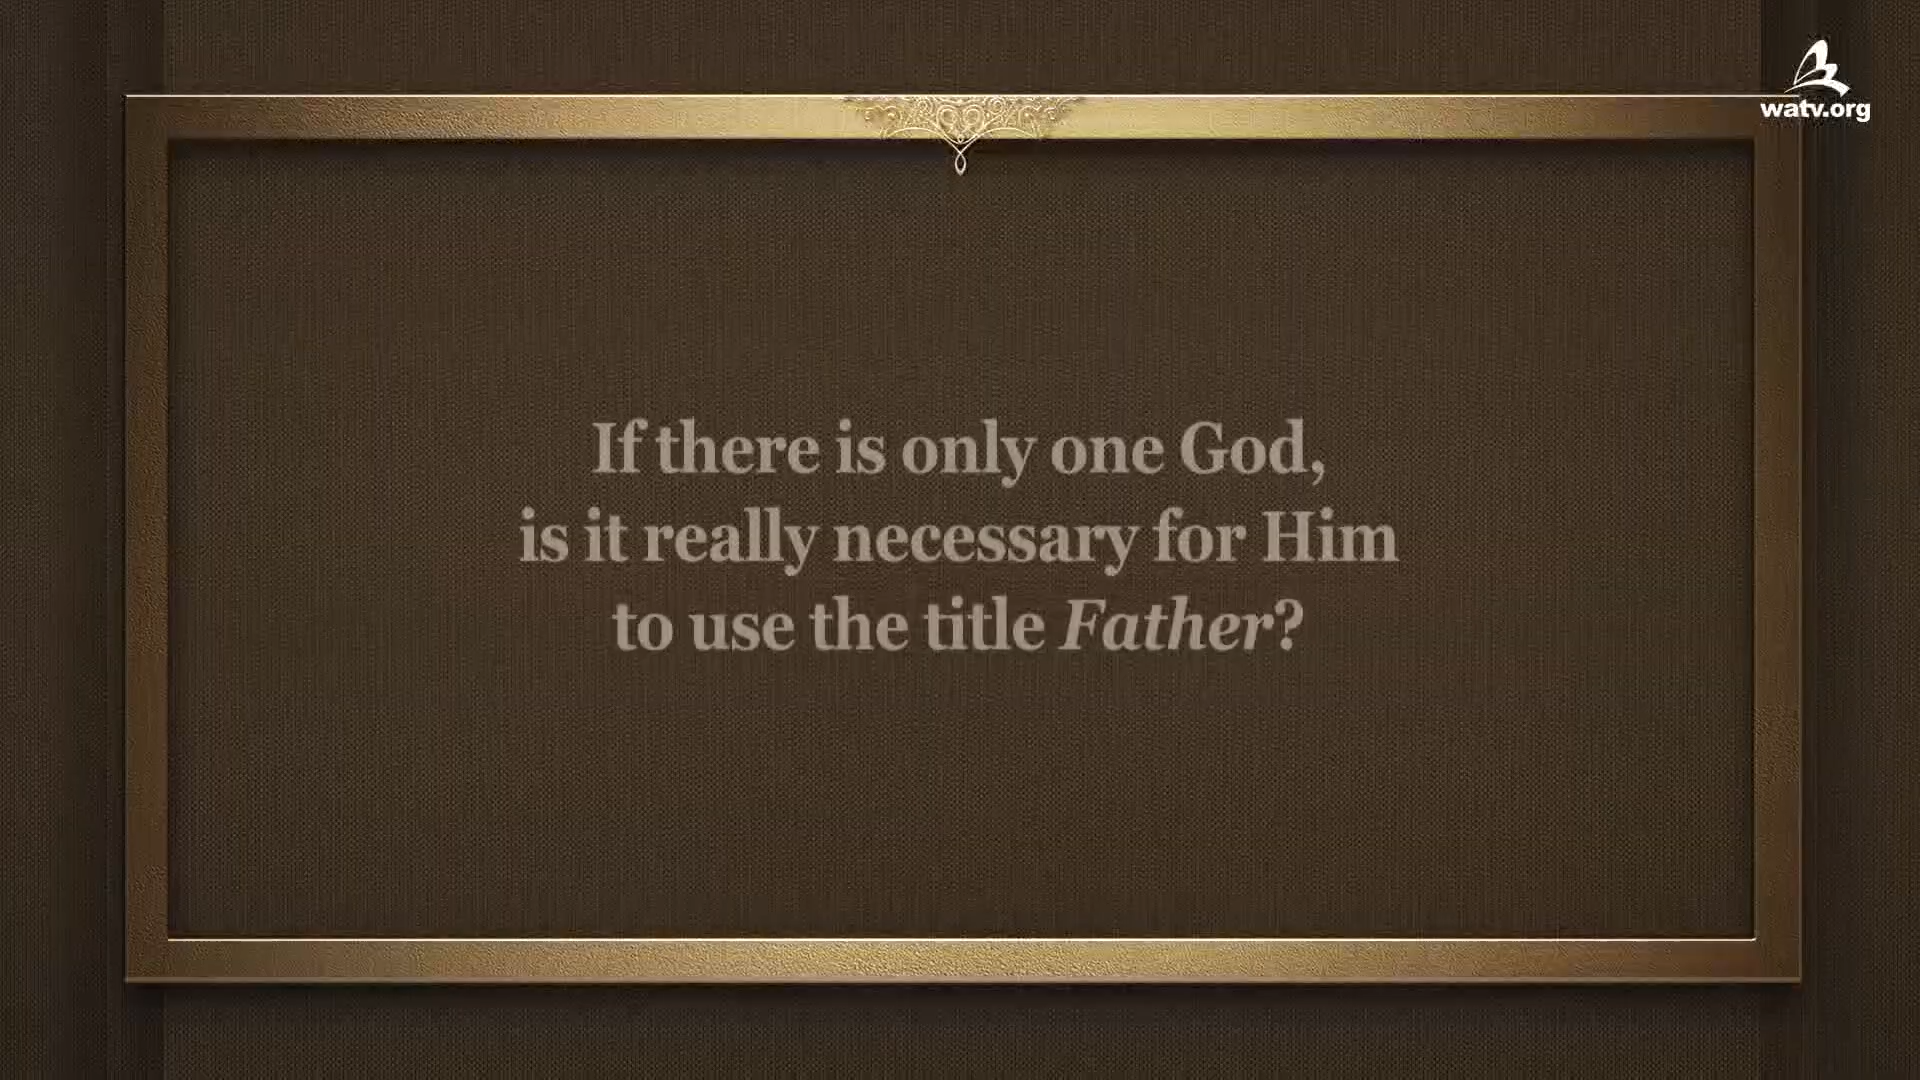 watv.org
If there is only one God,
is it really necessary for Him
to use the title Father?